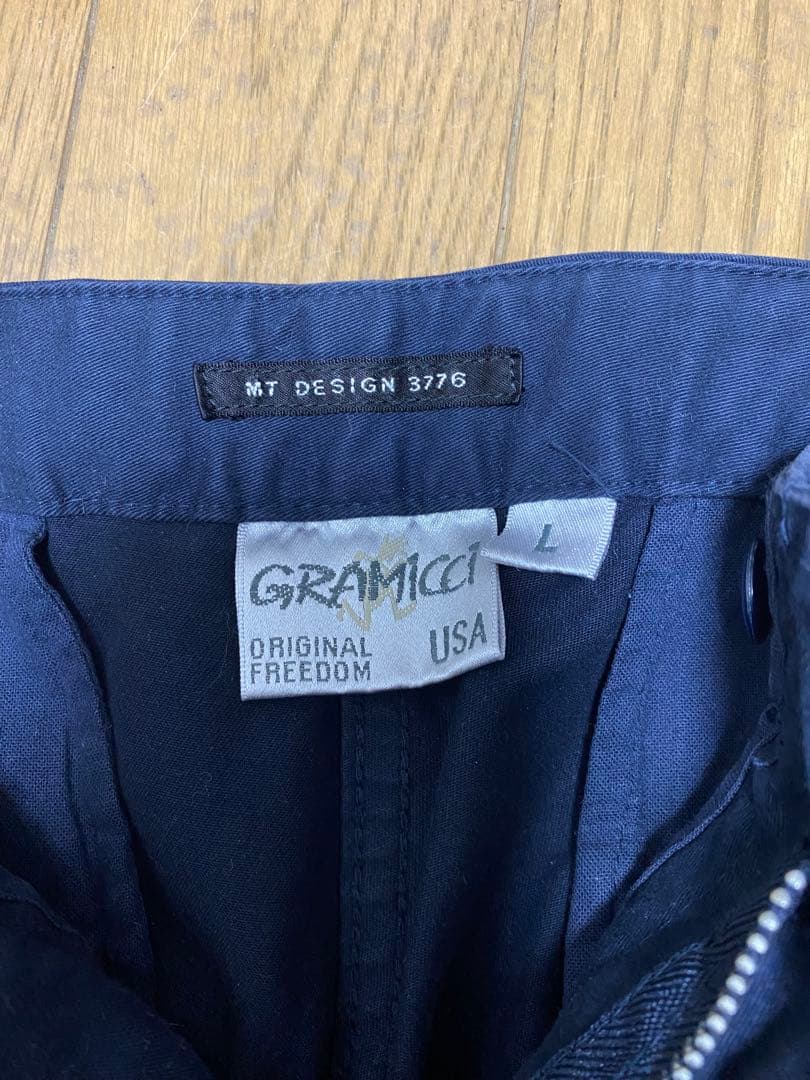 MT DESIGN 3776
L
GRAMICCI
ORIGINAL
FREEDOM
USA